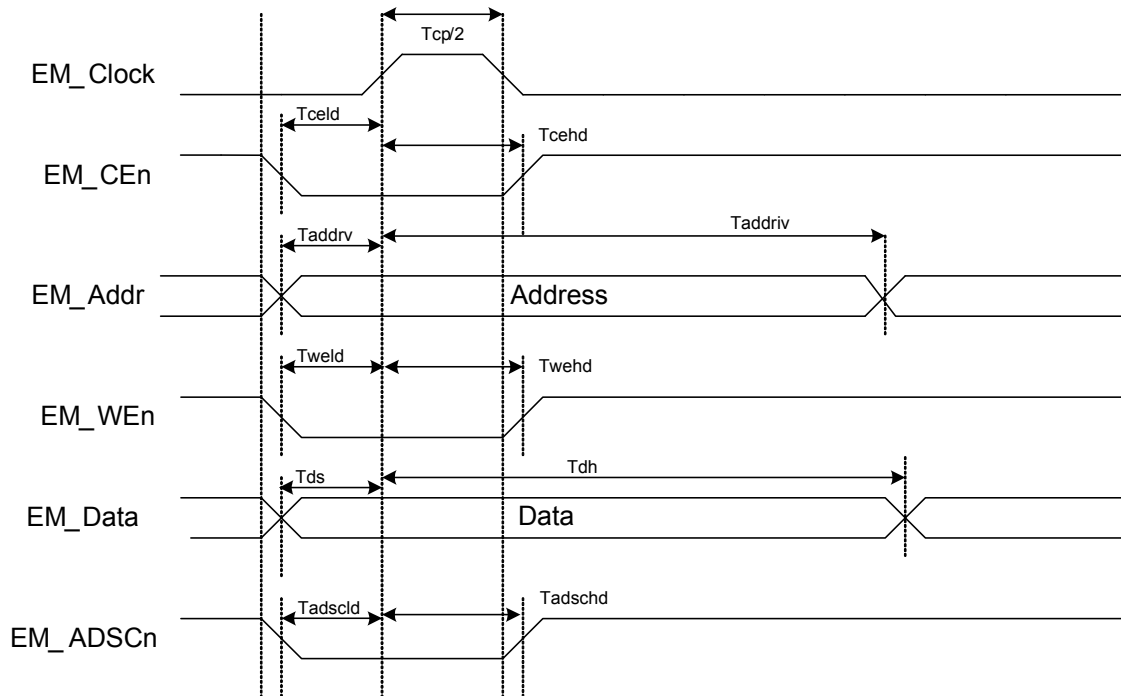 Tcp/2
EM_Clock
Tceld
Tcehd
EM_CEn
Taddrv
Taddriv
EM_Addr
Address
Tweld
Twehd
EM_WEn
Tds
Tdh
EM_Data
Data
Tadscld
Tadschd
EM_ADSCn